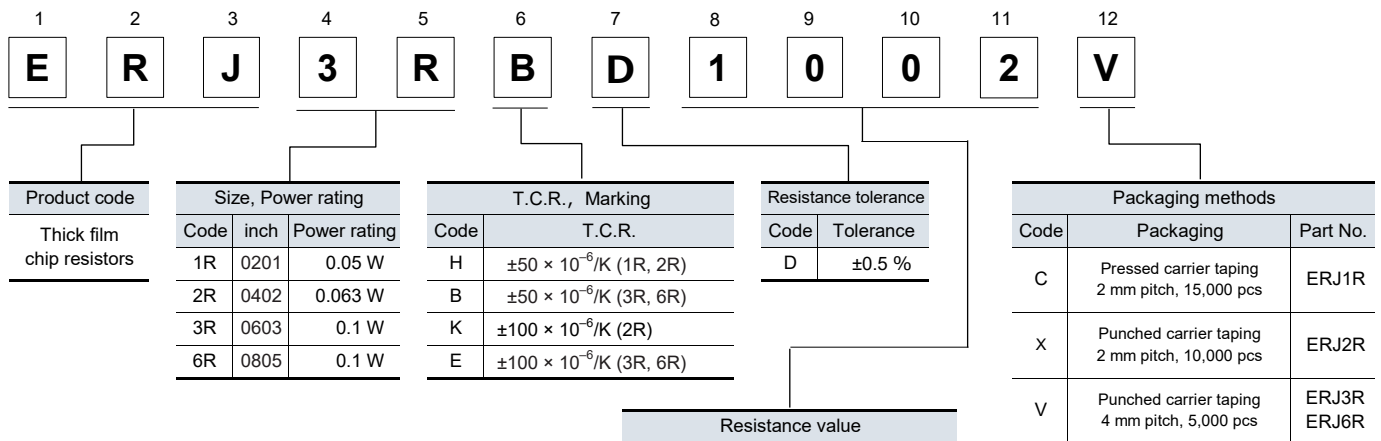 1 2 3 4 5 6 7 8 9 10 11 12
E R J 3 R B D 1 0 0 2 V
Product code
Thick film
chip resistors
Size, Power rating
Code inch Power rating
1R 0201 0.05 W
2R 0402 0.063 W
3R 0603 0.1 W
6R 0805 0.1 W
T.C.R., Marking
Code T.C.R.
H ±50 × 10⁻⁶/K (1R, 2R)
B ±50 × 10⁻⁶/K (3R, 6R)
K ±100 × 10⁻⁶/K (2R)
E ±100 × 10⁻⁶/K (3R, 6R)
Resistance tolerance
Code Tolerance
D ±0.5 %
Packaging methods
Code Packaging Part No.
C Pressed carrier taping
2 mm pitch, 15,000 pcs ERJ1R
X Punched carrier taping
2 mm pitch, 10,000 pcs ERJ2R
V Punched carrier taping ERJ3R
4 mm pitch, 5,000 pcs ERJ6R
Resistance value